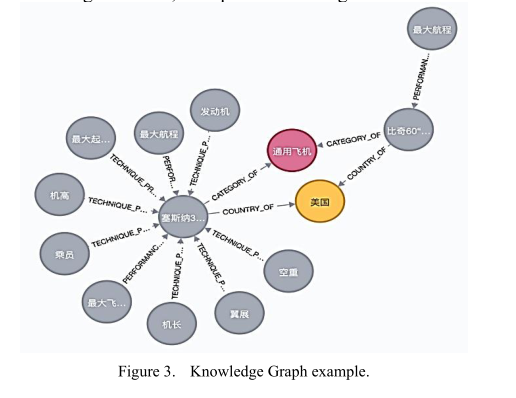 最大航程
PERFORMAN...
发动机
最大航程
最大起...
通用飞机
CATEGORY_OF
比奇60"...
TECHNIQUE_P...
PERFOR...
TECHNIQUE_PR...
COUNTRY_OF
CATEGORY_OF
机高
TECHNIQUE_P...
美国
COUNTRY_OF
塞斯纳3...
TECHNIQUE_P...
乘员
TECHNIQUE_P...
PERFORMANC...
TECHNIQUE_P...
TECHNIQUE_P...
空重
最大飞...
机长
翼展
Figure 3. Knowledge Graph example.